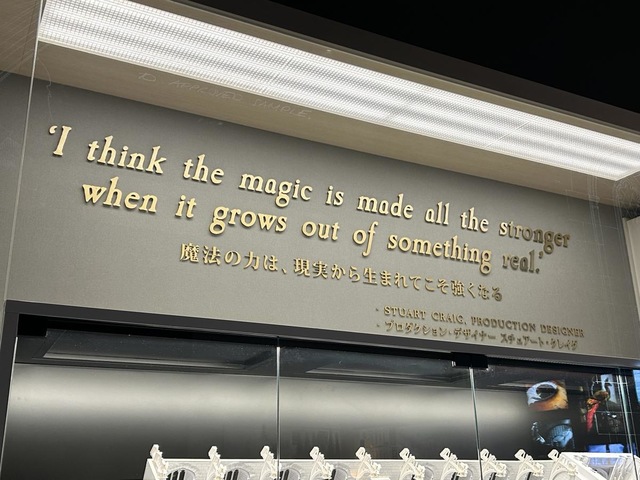 ‘I think the magic is made all the stronger
when it grows out of something real.’
魔法の力は、現実から生まれてこそ強くなる
- STUART CRAIG, PRODUCTION DESIGNER
- プロダクション・デザイナー スチュアート・クレイグ